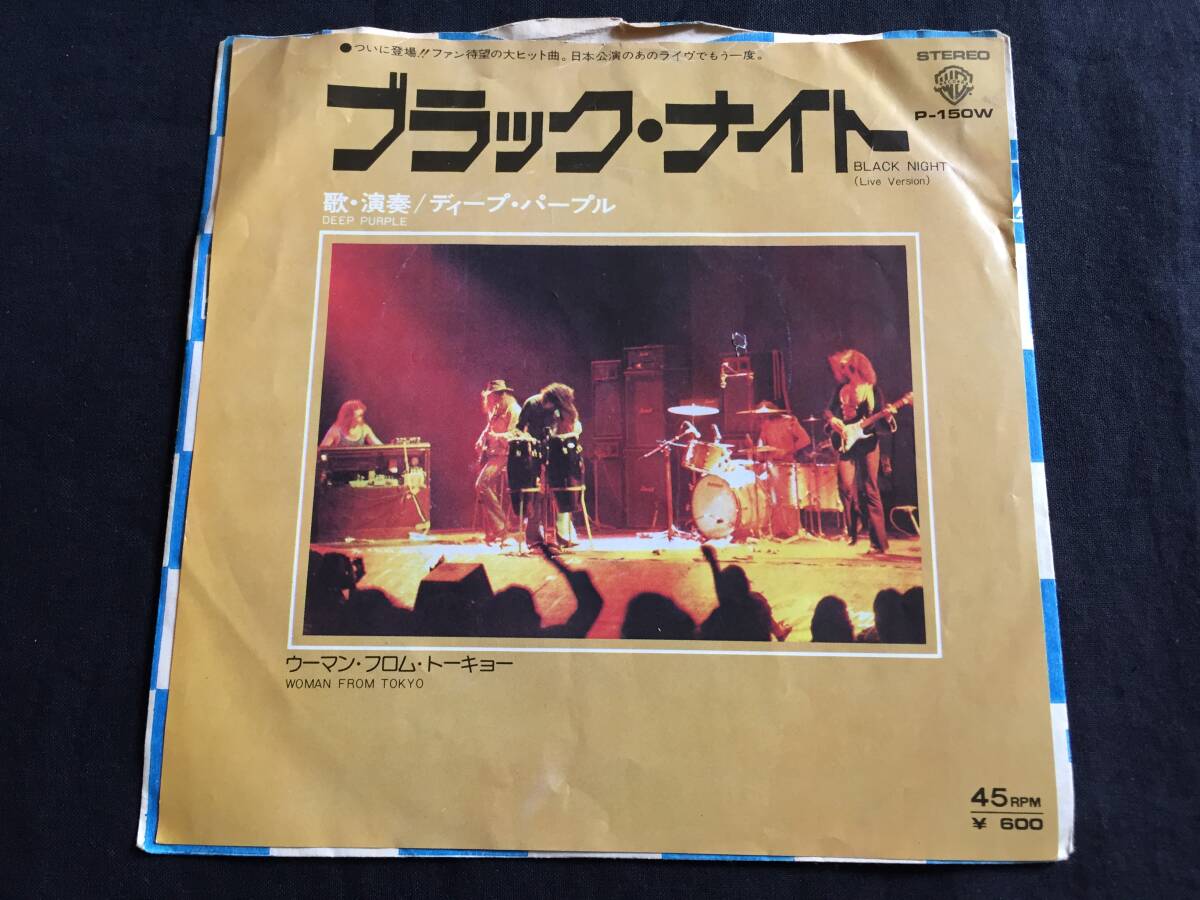 ●ついに登場!!ファン待望の大ヒット曲。日本公演のあのライヴでもう一度。
STEREO
P-150W
ブラック・ナイト
BLACK NIGHT
(Live Version)
歌・演奏/ディープ・パープル
DEEP PURPLE
ウーマン・フロム・トーキョー
WOMAN FROM TOKYO
45RPM
¥ 600